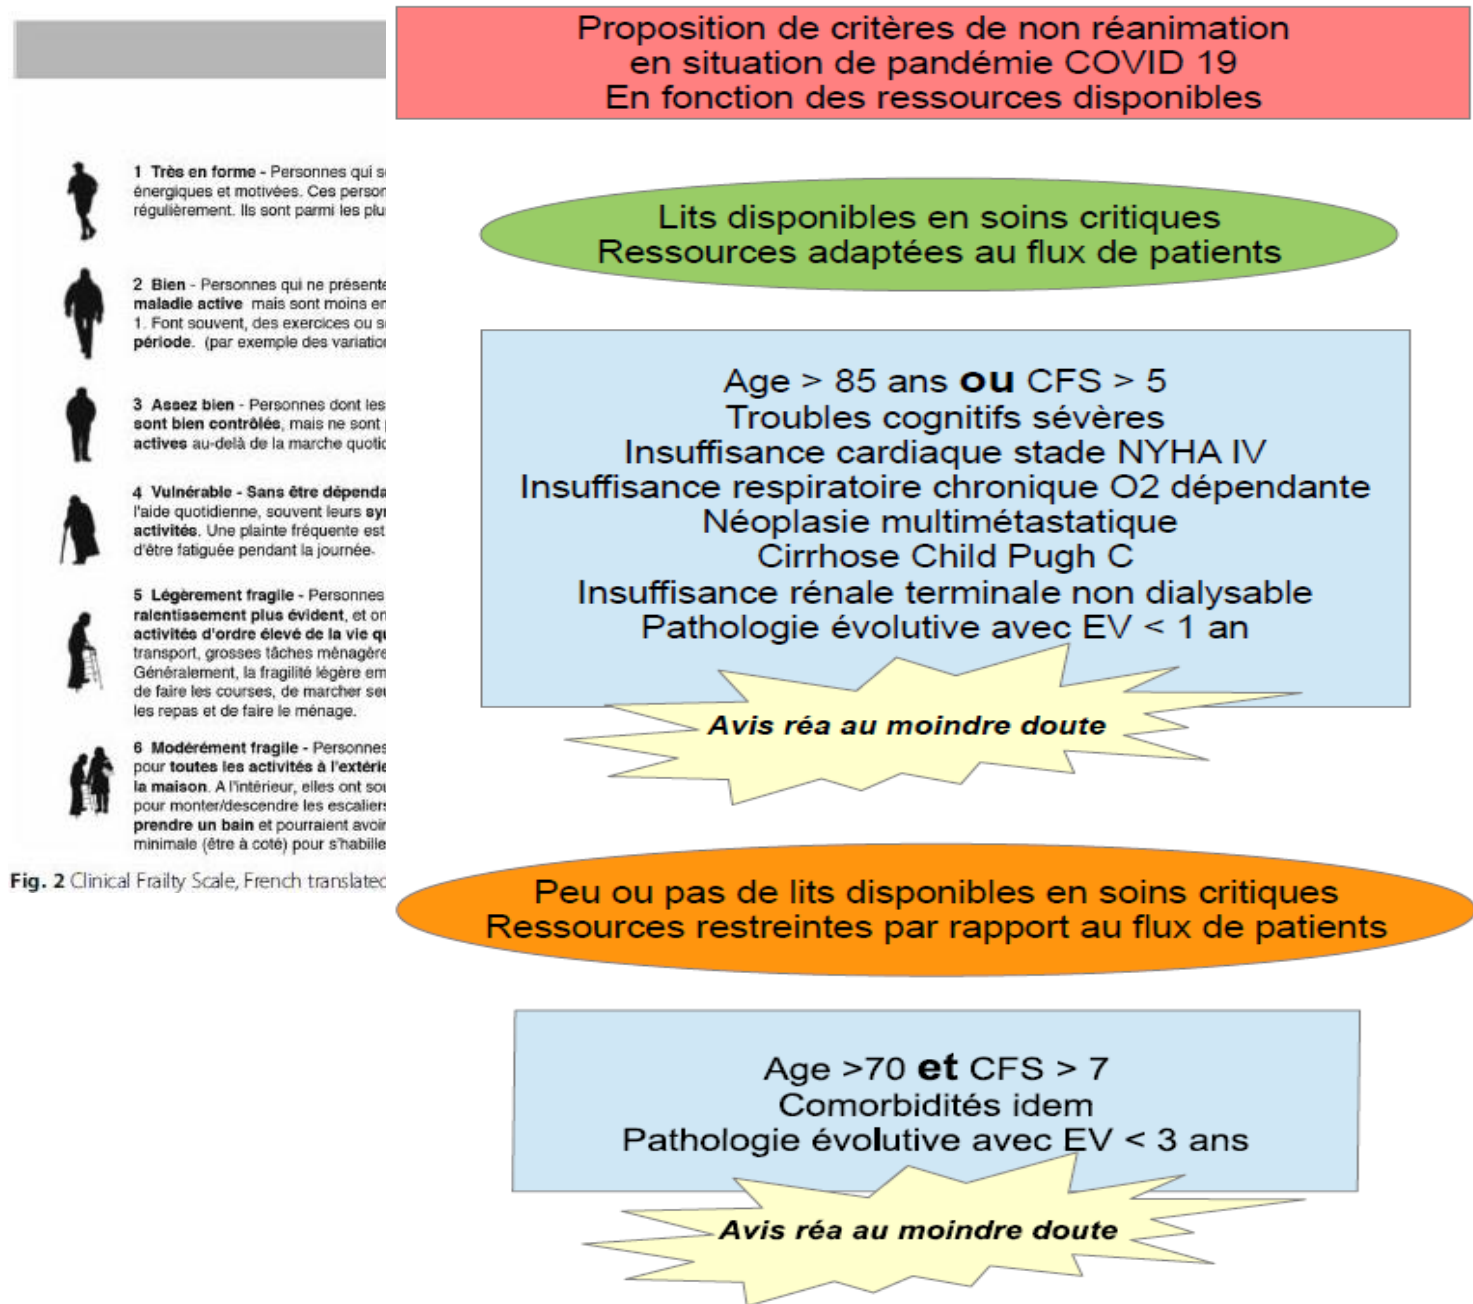 Proposition de critères de non réanimation
en situation de pandémie COVID 19
En fonction des ressources disponibles
1 Très en forme - Personnes qui
énergiques et motivées. Ces
régulièrement. Ils sont parmi les
2 Bien - Personnes qui ne
maladie active mais sont moins
1. Font souvent, des exercices ou
période. (par exemple des
3 Assez bien - Personnes dont les
sont bien contrôlés, mais ne sont
actives au-delà de la marche
4 Vulnérable - Sans être
l'aide quotidienne, souvent leurs
activités. Une plainte fréquente est
d'être fatiguée pendant la journée-
5 Légèrement fragile - Personnes
ralentissement plus évident, et
activités d'ordre élevé de la vie
transport, grosses tâches
Généralement, la fragilité légère
de faire les courses, de marcher
les repas et de faire le ménage.
6 Modérément fragile - Personnes
pour toutes les activités à
la maison. A l'intérieur, elles ont
pour monter/descendre les
prendre un bain et pourraient
minimale (être à coté) pour
Fig. 2 Clinical Frailty Scale, French translated
Lits disponibles en soins critiques
Ressources adaptées au flux de patients
Age > 85 ans ou CFS > 5
Troubles cognitifs sévères
Insuffisance cardiaque stade NYHA IV
Insuffisance respiratoire chronique O2 dépendante
Néoplasie multimétastatique
Cirrhose Child Pugh C
Insuffisance rénale terminale non dialysable
Pathologie évolutive avec EV < 1 an
Avis réa au moindre doute
Peu ou pas de lits disponibles en soins critiques
Ressources restreintes par rapport au flux de patients
Age >70 et CFS > 7
Comorbidités idem
Pathologie évolutive avec EV < 3 ans
Avis réa au moindre doute